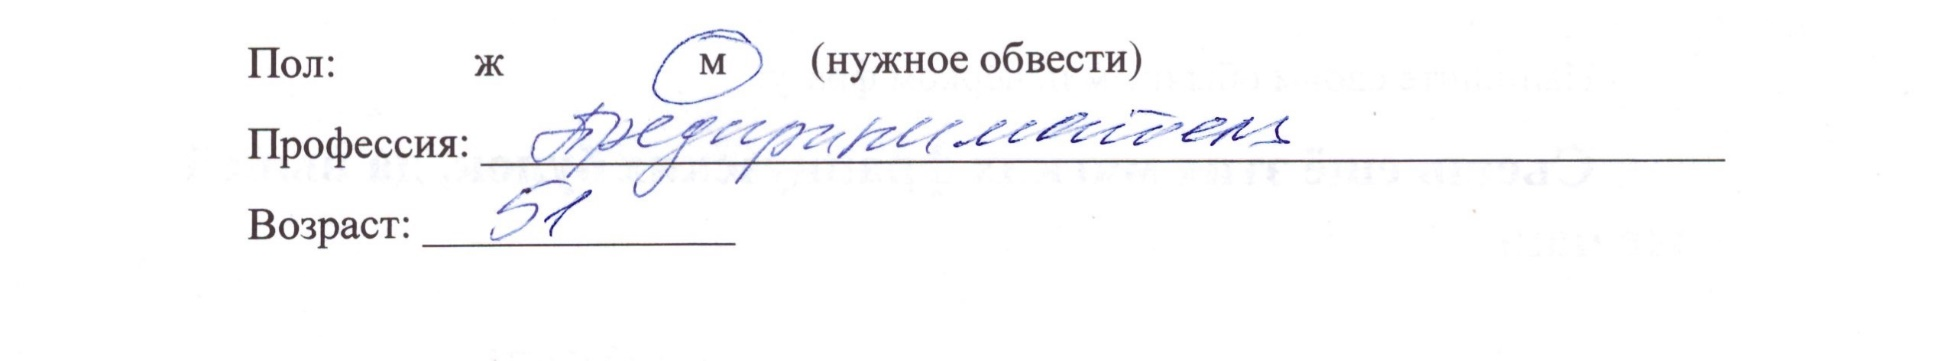 Пол: ж м (нужное обвести)
Профессия: Предприниматель
Возраст: 51